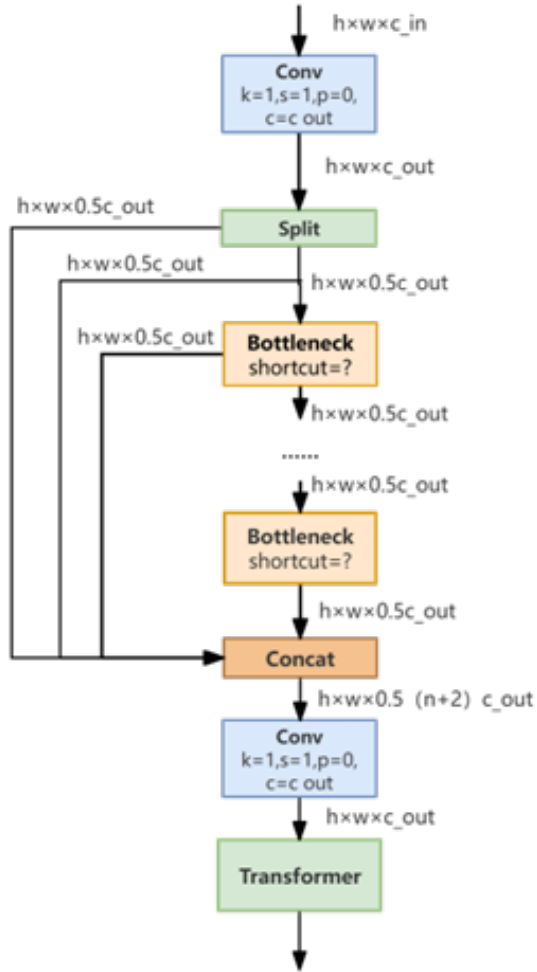 h×w×c_in
Conv
k=1,s=1,p=0,
c=c out
h×w×c_out
h×w×0.5c_out
Split
h×w×0.5c_out
h×w×0.5c_out
h×w×0.5c_out
Bottleneck
shortcut=?
h×w×0.5c_out
......
h×w×0.5c_out
Bottleneck
shortcut=?
h×w×0.5c_out
Concat
h×w×0.5（n+2）c_out
Conv
k=1,s=1,p=0,
c=c out
h×w×c_out
Transformer